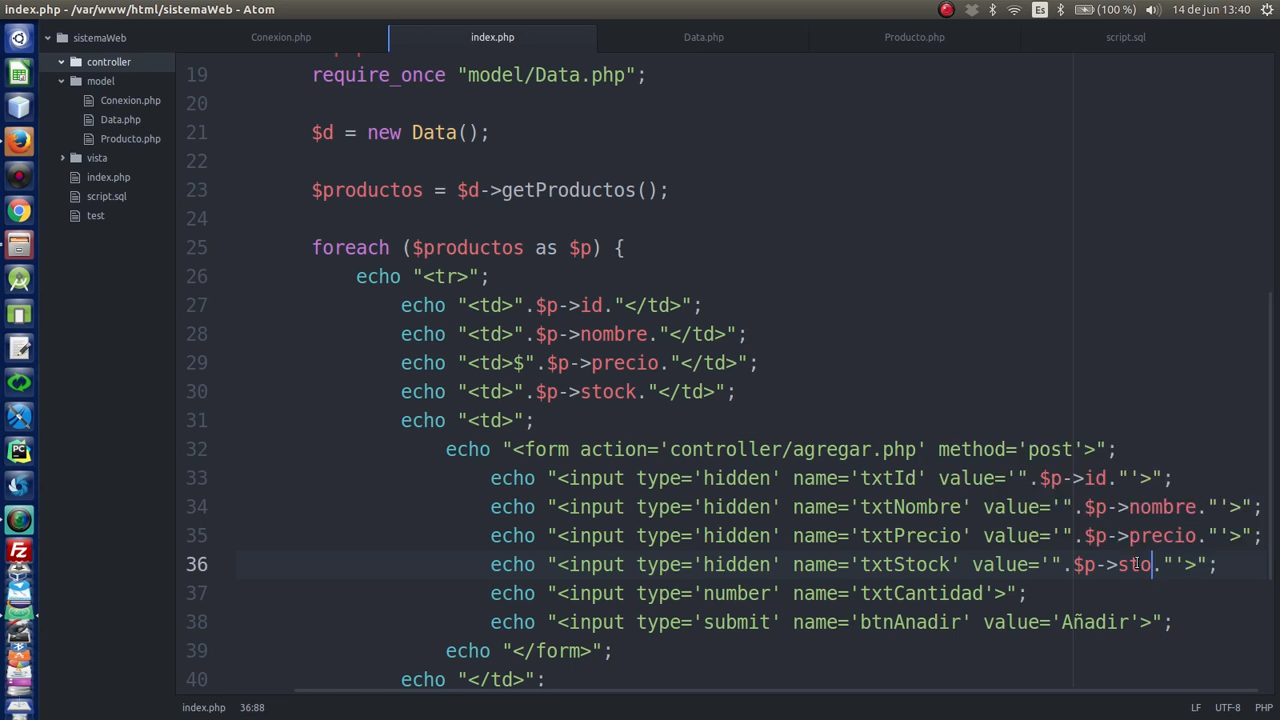 index.php - /var/www/html/sistemaWeb - Atom
Es
(100 %)
14 de jun 13:40
sistemaWeb
Conexion.php
index.php
Data.php
Producto.php
script.sql
controller
model
Conexion.php
Data.php
Producto.php
vista
index.php
script.sql
test
19 require_once "model/Data.php";
20
21 $d = new Data();
22
23 $productos = $d->getProductos();
24
25 foreach ($productos as $p) {
26 echo "<tr>";
27 echo "<td>".$p->id."</td>";
28 echo "<td>".$p->nombre."</td>";
29 echo "<td>$".$p->precio."</td>";
30 echo "<td>".$p->stock."</td>";
31 echo "<td>";
32 echo "<form action='controller/agregar.php' method='post'>";
33 echo "<input type='hidden' name='txtId' value='".$p->id."'>";
34 echo "<input type='hidden' name='txtNombre' value='".$p->nombre."'>";
35 echo "<input type='hidden' name='txtPrecio' value='".$p->precio."'>";
36 echo "<input type='hidden' name='txtStock' value='".$p->sto."'>";
37 echo "<input type='number' name='txtCantidad'>";
38 echo "<input type='submit' name='btnAnadir' value='Añadir'>";
39 echo "</form>";
40 echo "</td>";
index.php 36:88
LF UTF-8 PHP
PC
Fz